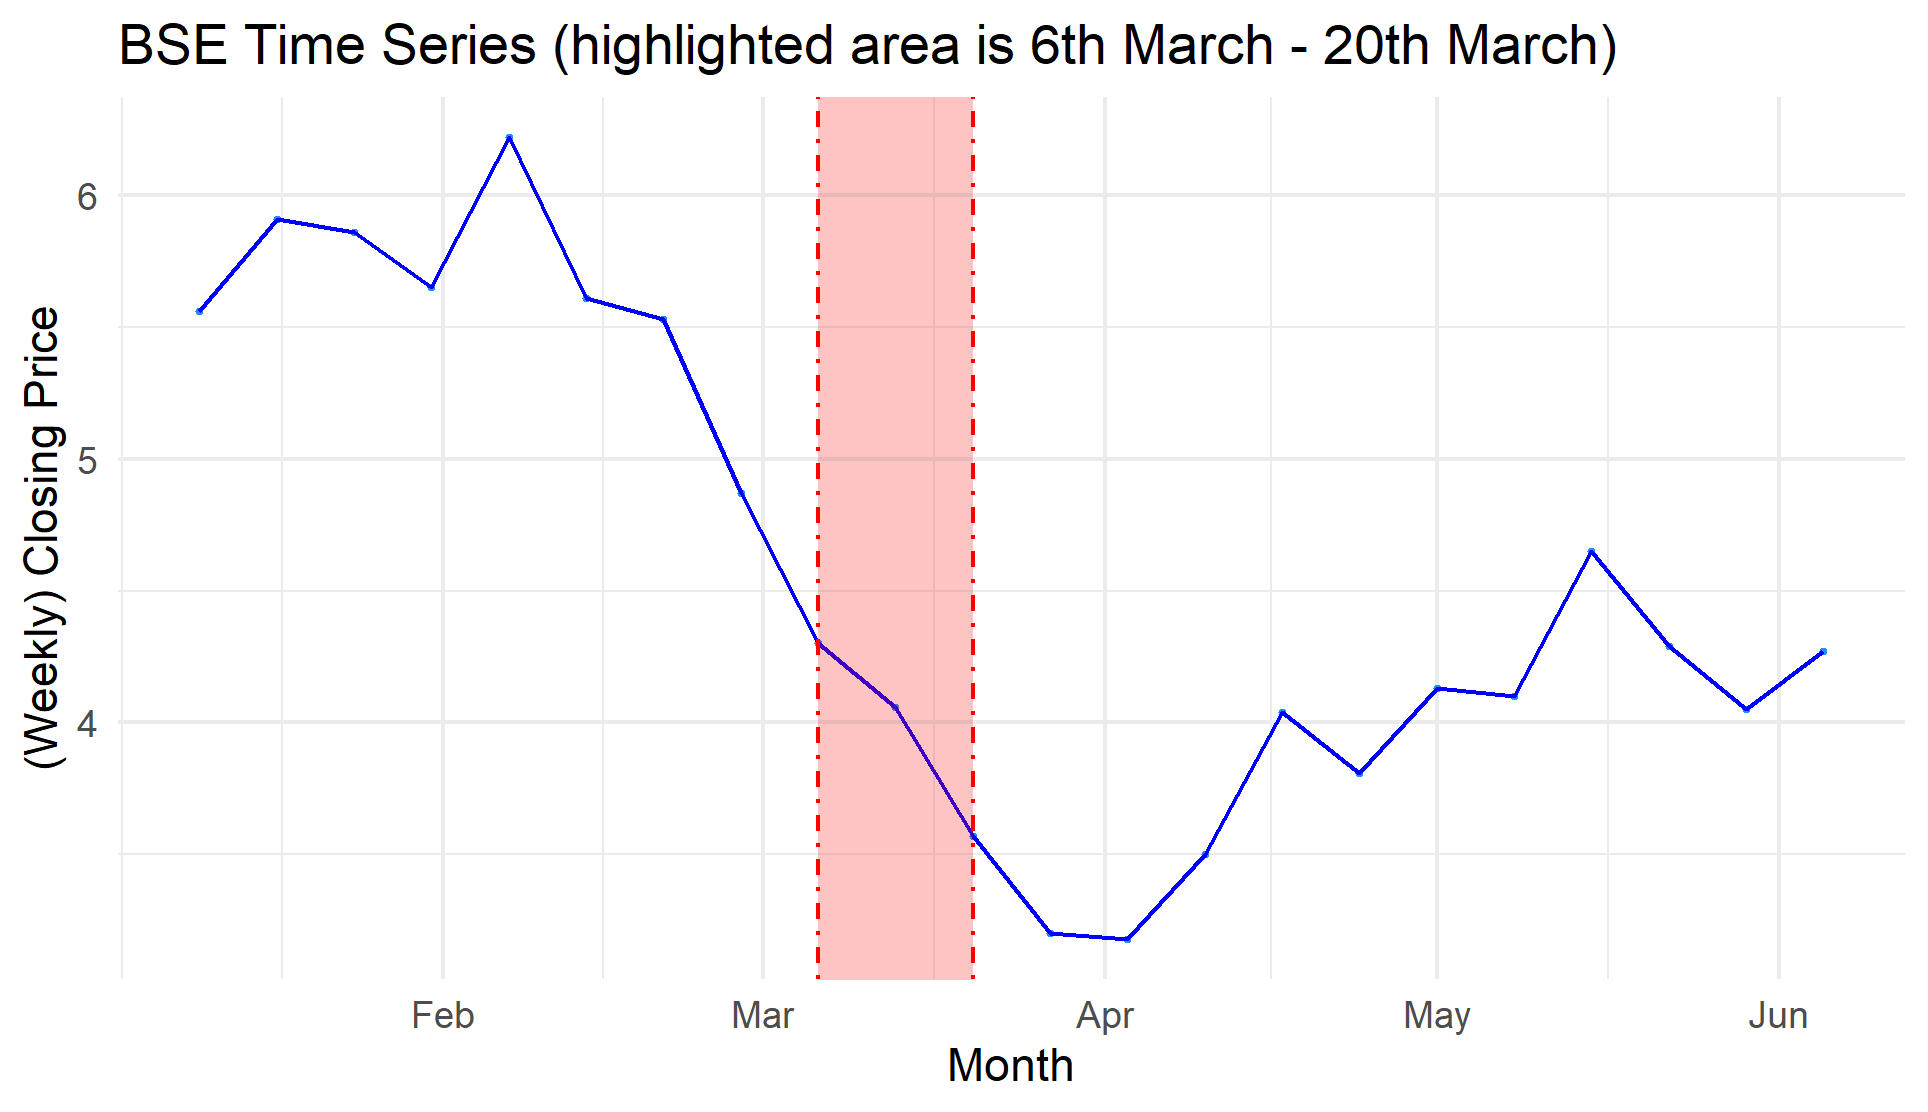 BSE Time Series (highlighted area is 6th March - 20th March)
(Weekly) Closing Price
6
5
4
Feb
Mar
Apr
May
Jun
Month